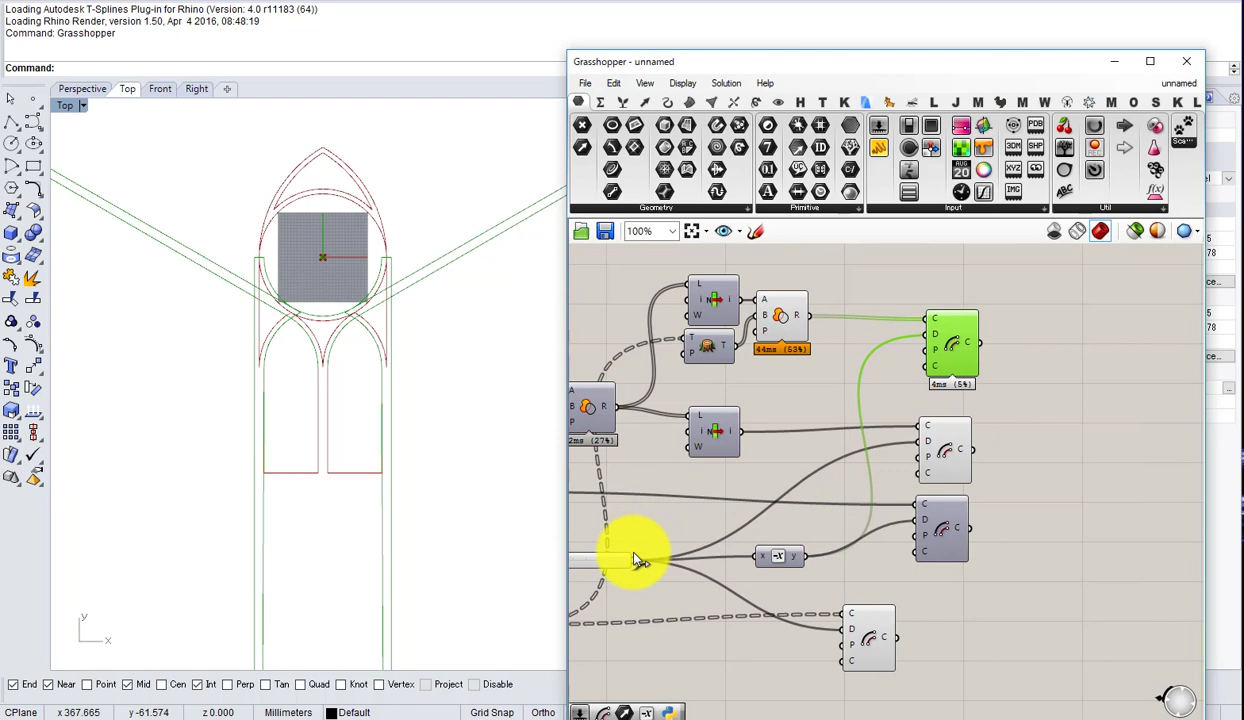 Loading Autodesk T-Splines Plug-in for Rhino (Version: 4.0 r11183 (64))
Loading Rhino Render, version 1.50, Apr 4 2016, 08:48:19
Command: Grasshopper
Command:
Perspective Top Front Right
Top
Grasshopper - unnamed
File Edit View Display Solution Help
unnamed
Geometry Primitive Input Util
100%
L
i i
W
A
B R
P
44ms (53%)
T T
P
C
D
P C
C
4ms (5%)
A
B R
P
2ms (27%)
L
i i
W
C
D
P C
C
C
D
P C
C
x -x y
C
D
P C
C
y
x
End Near Point Mid Cen Int Perp Tan Quad Knot Vertex Project Disable
CPlane x 367.665 y -61.574 z 0.000 Millimeters Default Grid Snap Ortho